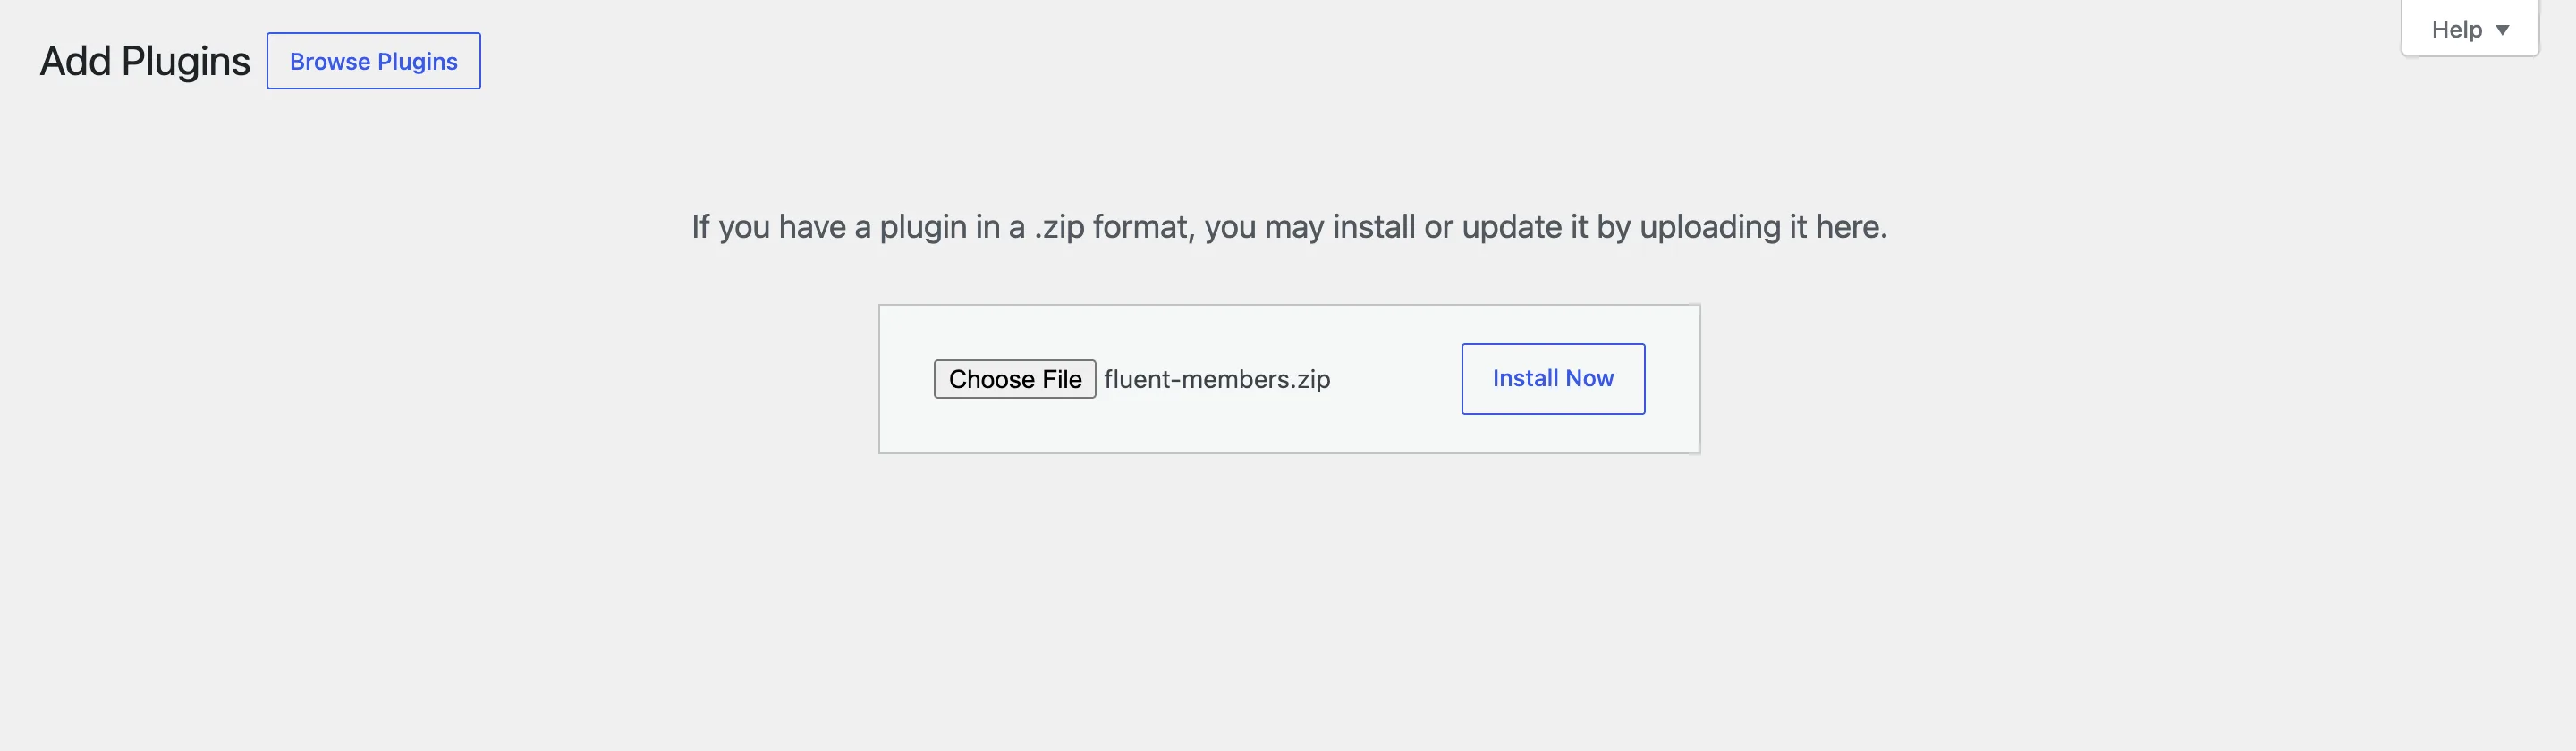 Help ▼
Add Plugins Browse Plugins
If you have a plugin in a .zip format, you may install or update it by uploading it here.
Choose File fluent-members.zip Install Now